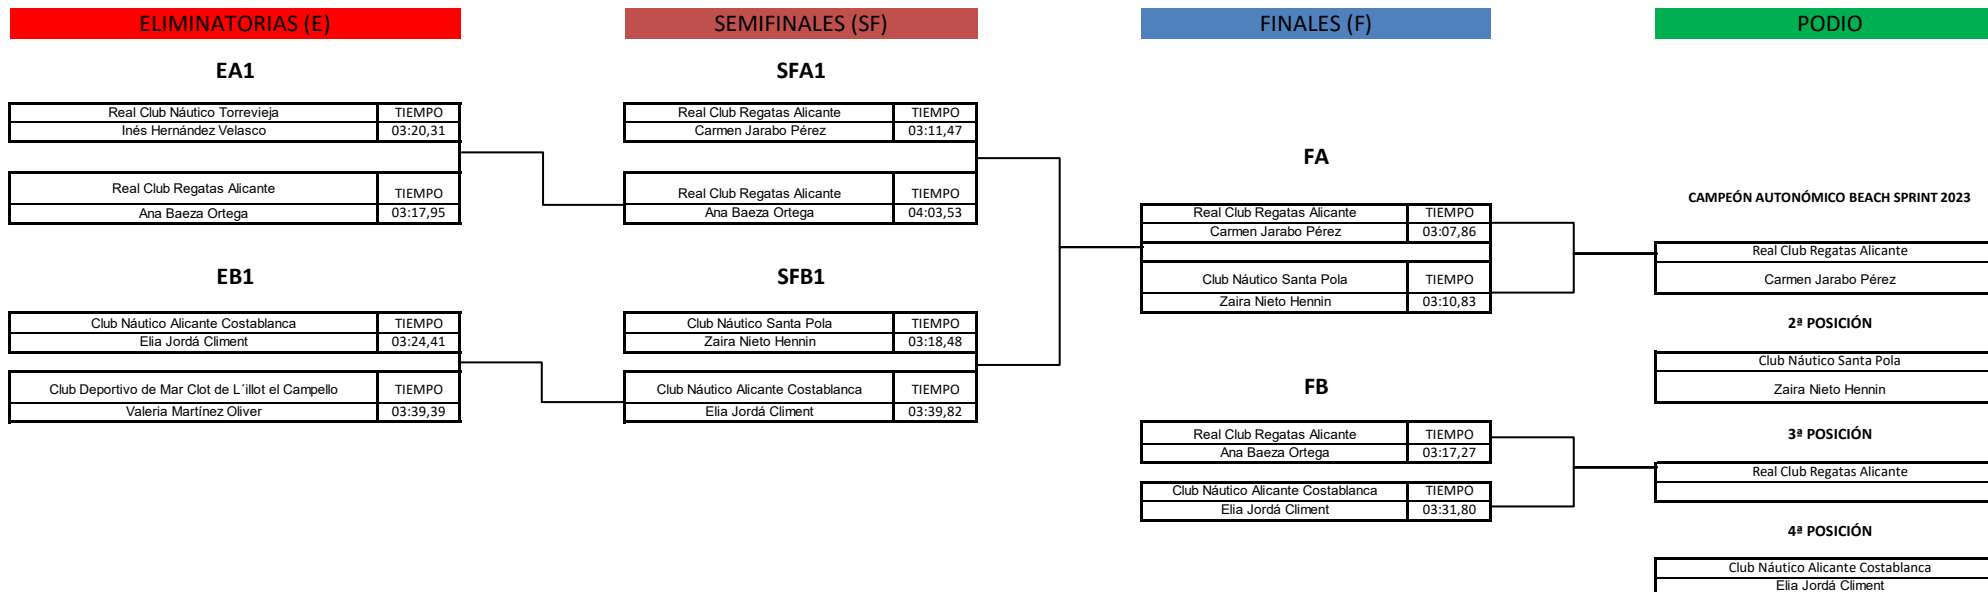 ELIMINATORIAS (E)
SEMIFINALES (SF)
FINALES (F)
PODIO
EA1
Real Club Náutico Torrevieja TIEMPO
Inés Hernández Velasco 03:20,31
Real Club Regatas Alicante TIEMPO
Ana Baeza Ortega 03:17,95
EB1
Club Náutico Alicante Costablanca TIEMPO
Elia Jordá Climent 03:24,41
Club Deportivo de Mar Clot de L´illot el Campello TIEMPO
Valeria Martínez Oliver 03:39,39
SFA1
Real Club Regatas Alicante TIEMPO
Carmen Jarabo Pérez 03:11,47
Real Club Regatas Alicante TIEMPO
Ana Baeza Ortega 04:03,53
SFB1
Club Náutico Santa Pola TIEMPO
Zaira Nieto Hennin 03:18,48
Club Náutico Alicante Costablanca TIEMPO
Elia Jordá Climent 03:39,82
FA
Real Club Regatas Alicante TIEMPO
Carmen Jarabo Pérez 03:07,86
Club Náutico Santa Pola TIEMPO
Zaira Nieto Hennin 03:10,83
FB
Real Club Regatas Alicante TIEMPO
Ana Baeza Ortega 03:17,27
Club Náutico Alicante Costablanca TIEMPO
Elia Jordá Climent 03:31,80
CAMPEÓN AUTONÓMICO BEACH SPRINT 2023
Real Club Regatas Alicante
Carmen Jarabo Pérez
2ª POSICIÓN
Club Náutico Santa Pola
Zaira Nieto Hennin
3ª POSICIÓN
Real Club Regatas Alicante
4ª POSICIÓN
Club Náutico Alicante Costablanca
Elia Jordá Climent